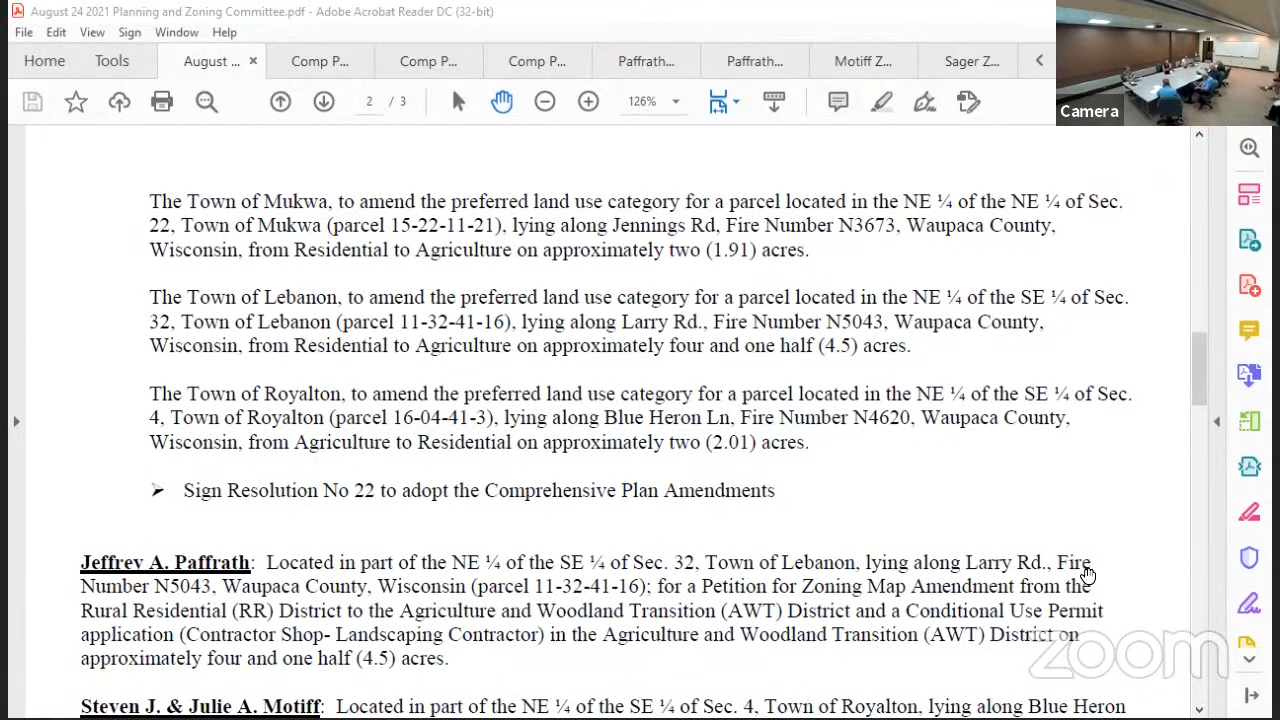 August 24 2021 Planning and Zoning Committee.pdf - Adobe Acrobat Reader DC (32-bit)
File Edit View Sign Window Help
Home Tools August ... × Comp P... Comp P... Comp P... Paffrath... Paffrath... Motiff Z... Sager Z...
2 / 3 126%
Camera
The Town of Mukwa, to amend the preferred land use category for a parcel located in the NE ¼ of the NE ¼ of Sec.
22, Town of Mukwa (parcel 15-22-11-21), lying along Jennings Rd, Fire Number N3673, Waupaca County,
Wisconsin, from Residential to Agriculture on approximately two (1.91) acres.
The Town of Lebanon, to amend the preferred land use category for a parcel located in the NE ¼ of the SE ¼ of Sec.
32, Town of Lebanon (parcel 11-32-41-16), lying along Larry Rd., Fire Number N5043, Waupaca County,
Wisconsin, from Residential to Agriculture on approximately four and one half (4.5) acres.
The Town of Royalton, to amend the preferred land use category for a parcel located in the NE ¼ of the SE ¼ of Sec.
4, Town of Royalton (parcel 16-04-41-3), lying along Blue Heron Ln, Fire Number N4620, Waupaca County,
Wisconsin, from Agriculture to Residential on approximately two (2.01) acres.
➢ Sign Resolution No 22 to adopt the Comprehensive Plan Amendments
Jeffrey A. Paffrath: Located in part of the NE ¼ of the SE ¼ of Sec. 32, Town of Lebanon, lying along Larry Rd., Fire
Number N5043, Waupaca County, Wisconsin (parcel 11-32-41-16); for a Petition for Zoning Map Amendment from the
Rural Residential (RR) District to the Agriculture and Woodland Transition (AWT) District and a Conditional Use Permit
application (Contractor Shop- Landscaping Contractor) in the Agriculture and Woodland Transition (AWT) District on
approximately four and one half (4.5) acres.
zoom
Steven J. & Julie A. Motiff: Located in part of the NE ¼ of the SE ¼ of Sec. 4, Town of Royalton, lying along Blue Heron